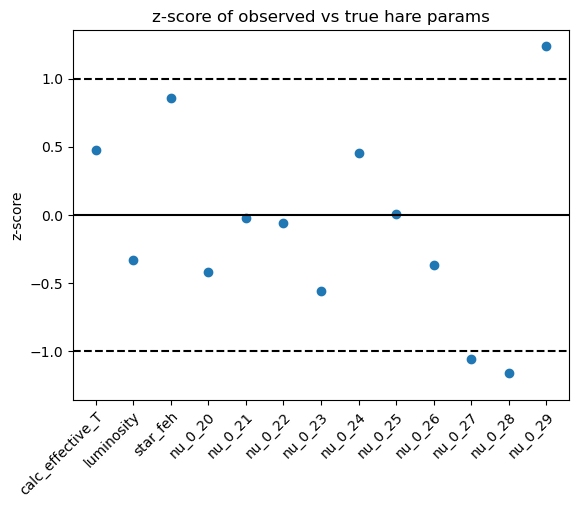 z-score of observed vs true hare params
z-score
1.0
0.5
0.0
−0.5
−1.0
calc_effective_T
luminosity
star_feh
nu_0_20
nu_0_21
nu_0_22
nu_0_23
nu_0_24
nu_0_25
nu_0_26
nu_0_27
nu_0_28
nu_0_29